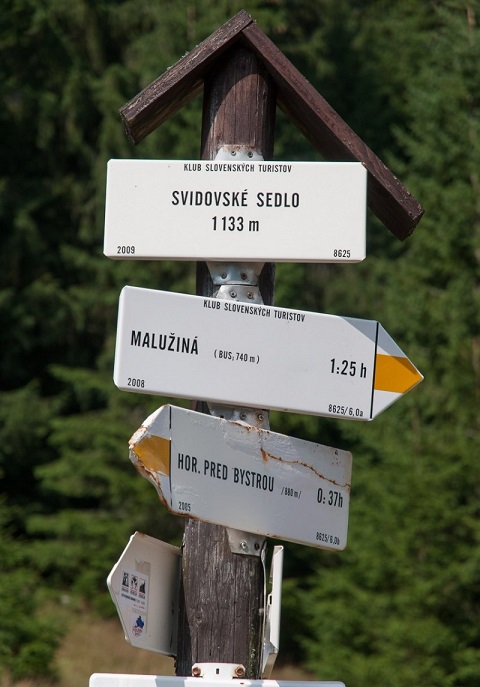 KLUB SLOVENSKÝCH TURISTOV
SVIDOVSKÉ SEDLO
1133 m
2009 8625
KLUB SLOVENSKÝCH TURISTOV
MALUŽINÁ (BUS, 740 m) 1:25 h
2008 8625/6,0a
HOR. PRED BYSTROU /880 m/ 0:37h
2005 8625/6,0b